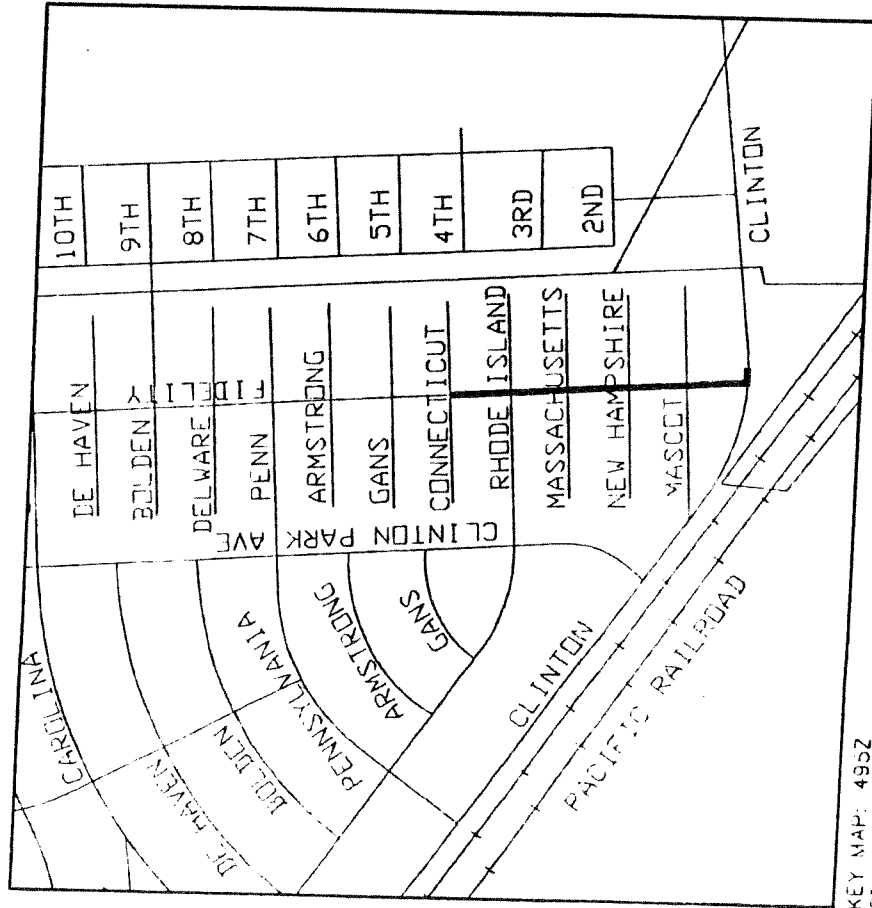 10TH
9TH
8TH
7TH
6TH
5TH
4TH
3RD
2ND
CLINTON
DE HAVEN
BOLDEN
DELWARE
PENN
ARMSTRONG
GANS
CONNECTICUT
RHODE ISLAND
MASSACHUSETTS
NEW HAMPSHIRE
MASCOT
FIDELITY
CLINTON PARK AVE
CAROLINA
DE HAVEN
BOLDEN
PENNSYLVANIA
ARMSTRONG
GANS
CLINTON
PACIFIC RAILROAD
KEY MAP: 495Z